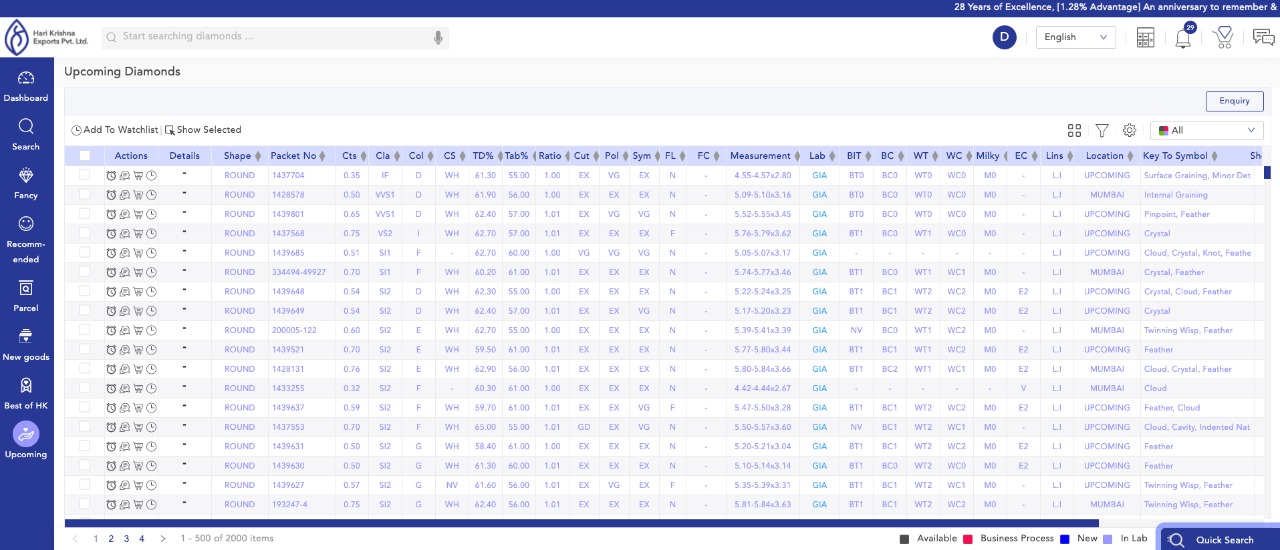 28 Years of Excellence, [1.28% Advantage] An anniversary to remember &
Hari Krishna
Exports Pvt. Ltd.
Start searching diamonds ...
D
English
29
Upcoming Diamonds
Enquiry
Add To Watchlist | Show Selected
All
Dashboard
Search
Fancy
Recomm-
ended
Parcel
New goods
Best of HK
Upcoming
Actions Details Shape Packet No Cts Cla Col CS TD% Tab% Ratio Cut Pol Sym FL FC Measurement Lab BIT BC WT WC Milky EC Lins Location Key To Symbol Sh
- ROUND 1437704 0.35 IF D WH 61.30 55.00 1.00 EX VG EX N - 4.55-4.57x2.80 GIA BT0 BC0 WT0 WC0 M0 - L.I UPCOMING Surface Graining, Minor Det
- ROUND 1428578 0.50 VVS1 D WH 61.90 56.00 1.00 EX EX EX N - 5.09-5.10x3.16 GIA BT0 BC0 WT0 WC0 M0 - L.I MUMBAI Internal Graining
- ROUND 1439801 0.65 VVS1 D WH 62.40 57.00 1.01 EX VG VG N - 5.52-5.55x3.45 GIA BT0 BC0 WT0 WC0 M0 - L.I UPCOMING Pinpoint, Feather
- ROUND 1437568 0.75 VS2 I WH 62.70 57.00 1.01 EX EX EX F - 5.76-5.79x3.62 GIA BT0 BC0 WT1 WC0 M0 - L.I UPCOMING Crystal
- ROUND 1439685 0.51 SI1 F - 62.70 60.00 1.00 VG VG VG N - 5.05-5.07x3.17 GIA - - - - - - L.I UPCOMING Cloud, Crystal, Knot, Feathe
- ROUND 334494-49927 0.70 SI1 F WH 60.20 61.00 1.01 EX EX EX N - 5.74-5.77x3.46 GIA BT1 BC0 WT1 WC1 M0 - L.I MUMBAI Crystal, Feather
- ROUND 1439648 0.54 SI2 D WH 62.30 55.00 1.01 EX EX EX N - 5.22-5.24x3.25 GIA BT1 BC1 WT2 WC2 M0 E2 L.I UPCOMING Crystal, Cloud, Feather
- ROUND 1439649 0.54 SI2 D WH 62.40 57.00 1.01 EX EX VG N - 5.17-5.20x3.23 GIA BT1 BC1 WT2 WC2 M0 E2 L.I UPCOMING Crystal
- ROUND 200005-122 0.60 SI2 E WH 62.70 55.00 1.00 EX EX EX N - 5.39-5.41x3.39 GIA NV BC0 WT1 WC2 M0 - L.I MUMBAI Twinning Wisp, Feather
- ROUND 1439521 0.70 SI2 E WH 59.50 61.00 1.01 EX EX EX N - 5.77-5.80x3.44 GIA BT1 BC1 WT1 WC2 M0 E2 L.I UPCOMING Feather
- ROUND 1428131 0.76 SI2 E WH 62.90 56.00 1.01 EX EX EX N - 5.80-5.84x3.66 GIA BT1 BC2 WT1 WC2 M0 - L.I MUMBAI Cloud, Crystal, Feather
- ROUND 1433255 0.32 SI2 F - 60.30 61.00 1.00 EX EX EX N - 4.42-4.44x2.67 GIA - - - - - V L.I MUMBAI Cloud
- ROUND 1439637 0.59 SI2 F WH 59.70 61.00 1.01 EX EX VG F - 5.47-5.50x3.28 GIA BT1 BC1 WT2 WC2 M0 E2 L.I UPCOMING Feather, Cloud
- ROUND 1437553 0.70 SI2 F WH 65.00 55.00 1.01 GD EX VG N - 5.50-5.57x3.60 GIA NV BC1 WT2 WC2 M0 - L.I UPCOMING Cloud, Cavity, Indented Nat
- ROUND 1439631 0.50 SI2 G WH 58.40 61.00 1.00 EX EX EX N - 5.20-5.21x3.04 GIA BT1 BC1 WT2 WC2 M0 E2 L.I UPCOMING Feather
- ROUND 1439630 0.50 SI2 G WH 61.30 60.00 1.01 EX EX EX N - 5.10-5.14x3.14 GIA BT1 BC0 WT2 WC2 M0 E2 L.I UPCOMING Feather
- ROUND 1439627 0.57 SI2 G NV 61.60 56.00 1.01 EX VG EX F - 5.35-5.39x3.31 GIA BT1 BC1 WT2 WC1 M0 - L.I UPCOMING Twinning Wisp, Feather
- ROUND 193247-4 0.75 SI2 G WH 62.40 56.00 1.01 EX EX EX N - 5.81-5.84x3.63 GIA BT1 BC1 WT2 WC2 M0 - L.I MUMBAI Twinning Wisp, Feather
< 1 2 3 4 > 1 - 500 of 2000 items
Available Business Process New In Lab
Quick Search